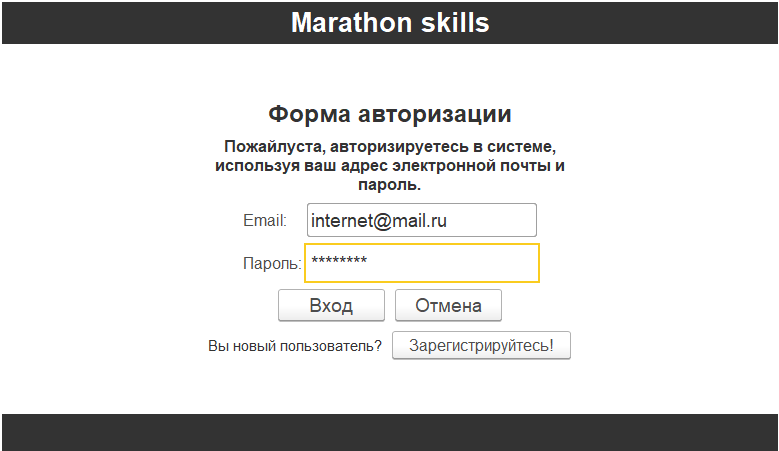 Marathon skills
Форма авторизации
Пожайлуста, авторизируетесь в системе,
используя ваш адрес электронной почты и
пароль.
Email: internet@mail.ru
Пароль: ********
Вход Отмена
Вы новый пользователь? Зарегистрируйтесь!